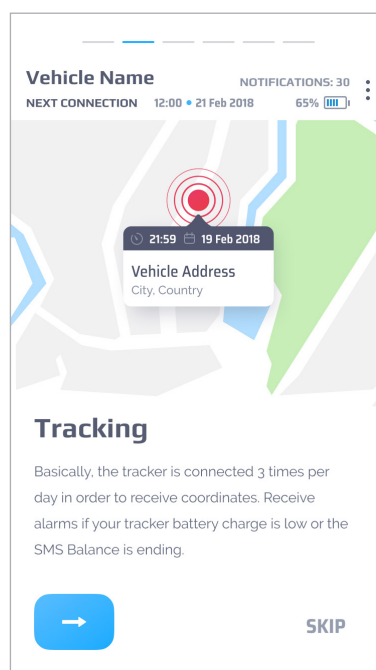 Vehicle Name
NOTIFICATIONS: 30
NEXT CONNECTION 12:00 • 21 Feb 2018 65%
21:59 19 Feb 2018
Vehicle Address
City, Country
Tracking
Basically, the tracker is connected 3 times per
day in order to receive coordinates. Receive
alarms if your tracker battery charge is low or the
SMS Balance is ending.
SKIP